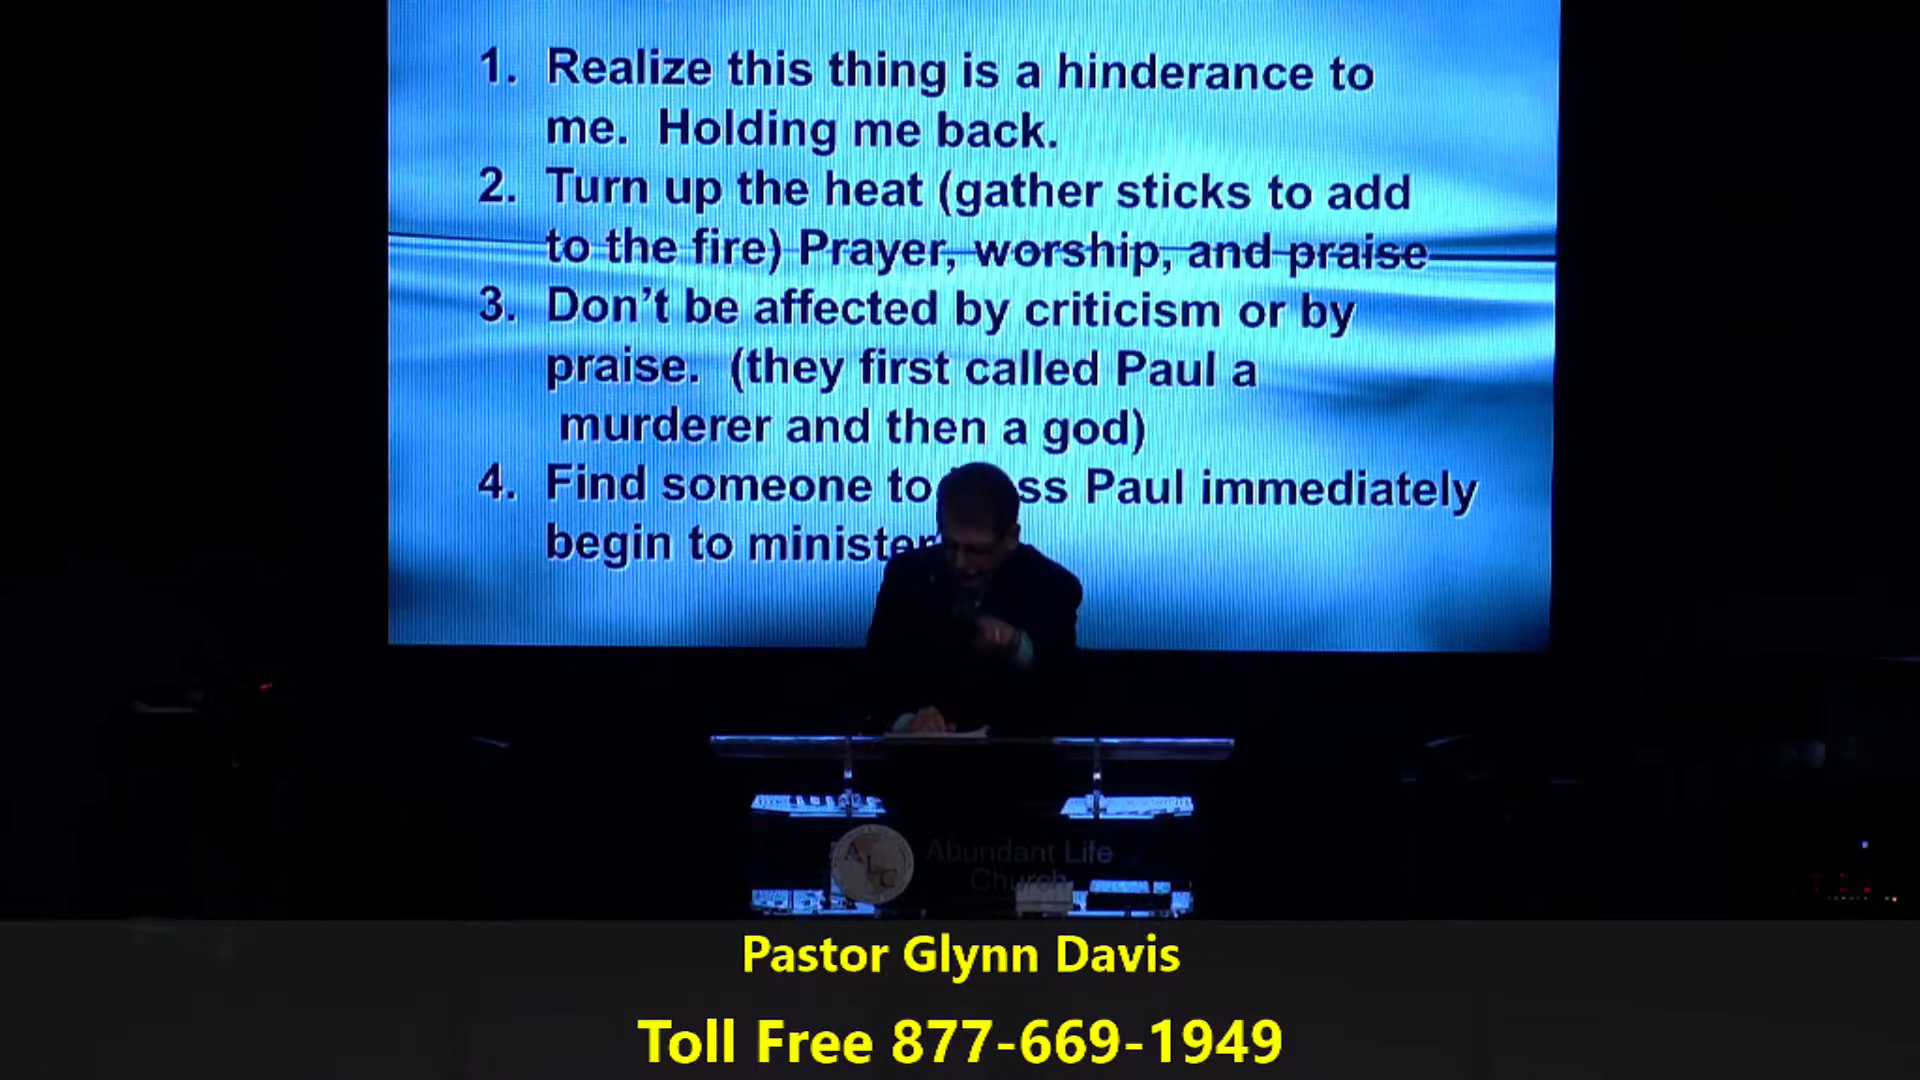 1. Realize this thing is a hinderance to
me. Holding me back.
2. Turn up the heat (gather sticks to add
to the fire) Prayer, worship, and praise
3. Don’t be affected by criticism or by
praise. (they first called Paul a
murderer and then a god)
4. Find someone to Paul immediately
begin to minister
ALC
Abundant Life
Church
Pastor Glynn Davis
Toll Free 877-669-1949